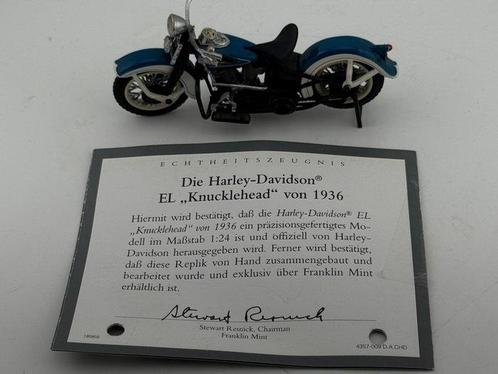 ECHTHEITSZEUGNIS
Die Harley-Davidson®
EL „Knucklehead“ von 1936
Hiermit wird bestätigt, daß die Harley-Davidson® EL
„Knucklehead“ von 1936 ein präzisionsgefertigtes Mo-
dell im Maßstab 1:24 ist und offiziell von Harley-
Davidson herausgegeben wird. Ferner wird bestätigt,
daß diese Replik von Hand zusammengebaut und
bearbeitet wurde und exklusiv über Franklin Mint
erhältlich ist.
Stewart Resnick
Stewart Resnick, Chairman
Franklin Mint
4357-009 D-A,CHD